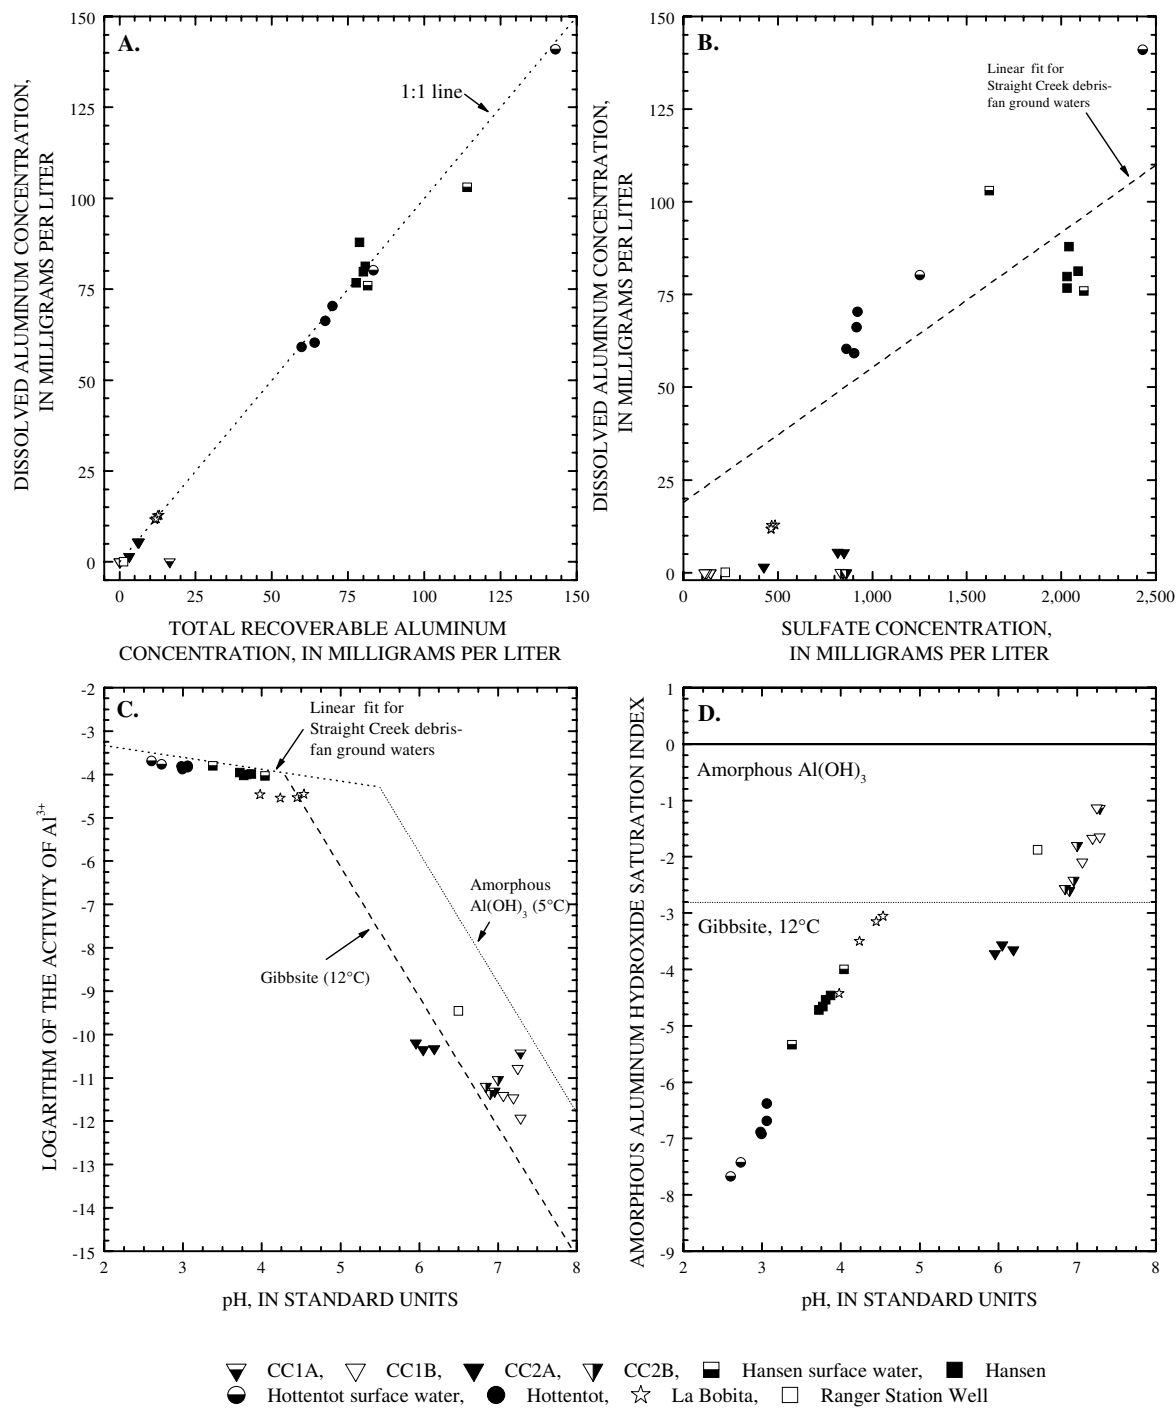 A.
DISSOLVED ALUMINUM CONCENTRATION,
IN MILLIGRAMS PER LITER
150
125
100
75
50
25
0
1:1 line
0 25 50 75 100 125 150
TOTAL RECOVERABLE ALUMINUM
CONCENTRATION, IN MILLIGRAMS PER LITER
B.
DISSOLVED ALUMINUM CONCENTRATION,
IN MILLIGRAMS PER LITER
150
125
100
75
50
25
0
Linear fit for
Straight Creek debris-
fan ground waters
0 500 1,000 1,500 2,000 2,500
SULFATE CONCENTRATION,
IN MILLIGRAMS PER LITER
C.
LOGARITHM OF THE ACTIVITY OF Al3+
-2
-3
-4
-5
-6
-7
-8
-9
-10
-11
-12
-13
-14
-15
Linear fit for
Straight Creek debris-
fan ground waters
Amorphous
Al(OH)3 (5°C)
Gibbsite (12°C)
2 3 4 5 6 7 8
pH, IN STANDARD UNITS
D.
AMORPHOUS ALUMINUM HYDROXIDE SATURATION INDEX
1
0
-1
-2
-3
-4
-5
-6
-7
-8
-9
Amorphous Al(OH)3
Gibbsite, 12°C
2 3 4 5 6 7 8
pH, IN STANDARD UNITS
CC1A, CC1B, CC2A, CC2B, Hansen surface water, Hansen
Hottentot surface water, Hottentot, La Bobita, Ranger Station Well